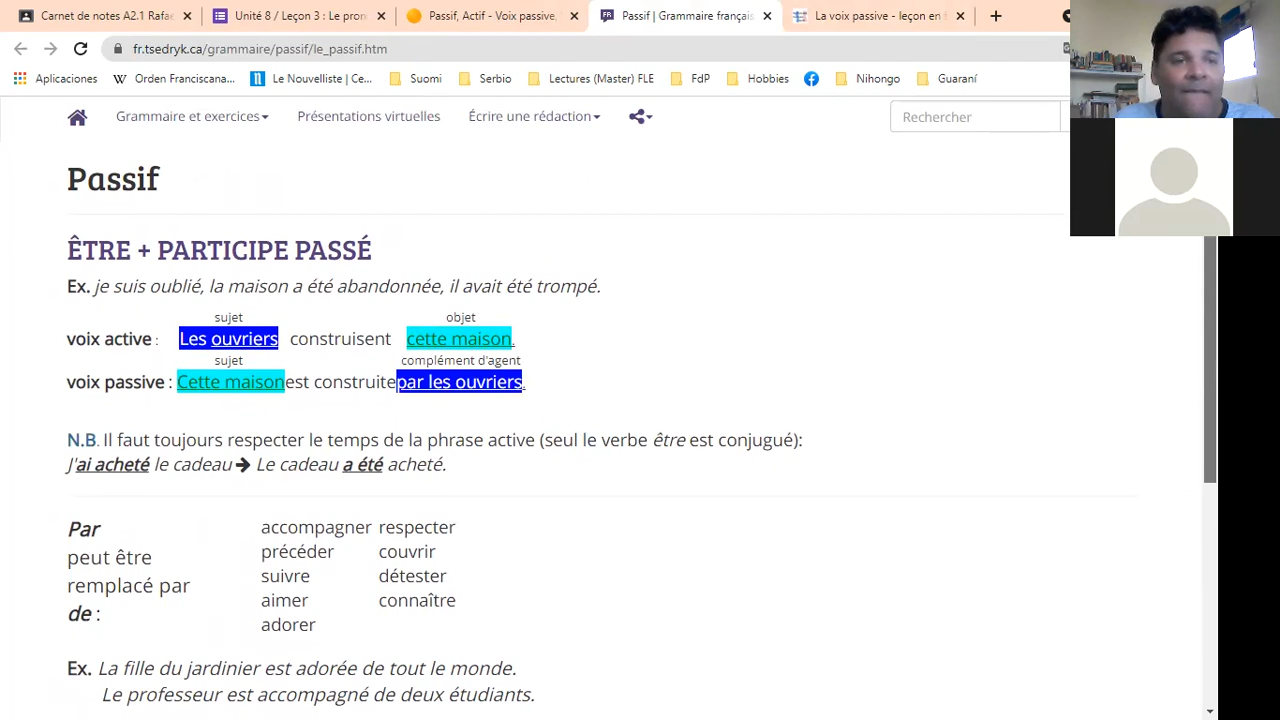 Carnet de notes A2.1 Rafae
Unité 8 / Leçon 3 : Le pron
Passif, Actif - Voix passive,
Passif | Grammaire français
La voix passive - leçon en f
fr.tsedryk.ca/grammaire/passif/le_passif.htm
Aplicaciones
Orden Franciscana...
Le Nouvelliste | Ce...
Suomi
Serbio
Lectures (Master) FLE
FdP
Hobbies
Nihongo
Guaraní
Grammaire et exercices
Présentations virtuelles
Écrire une rédaction
Rechercher
Passif
ÊTRE + PARTICIPE PASSÉ
Ex. je suis oublié, la maison a été abandonnée, il avait été trompé.
sujet objet
voix active : Les ouvriers construisent cette maison.
sujet complément d'agent
voix passive : Cette maison est construite par les ouvriers.
N.B. Il faut toujours respecter le temps de la phrase active (seul le verbe être est conjugué):
J'ai acheté le cadeau → Le cadeau a été acheté.
Par
peut être
remplacé par
de :
accompagner respecter
précéder couvrir
suivre détester
aimer connaître
adorer
Ex. La fille du jardinier est adorée de tout le monde.
Le professeur est accompagné de deux étudiants.